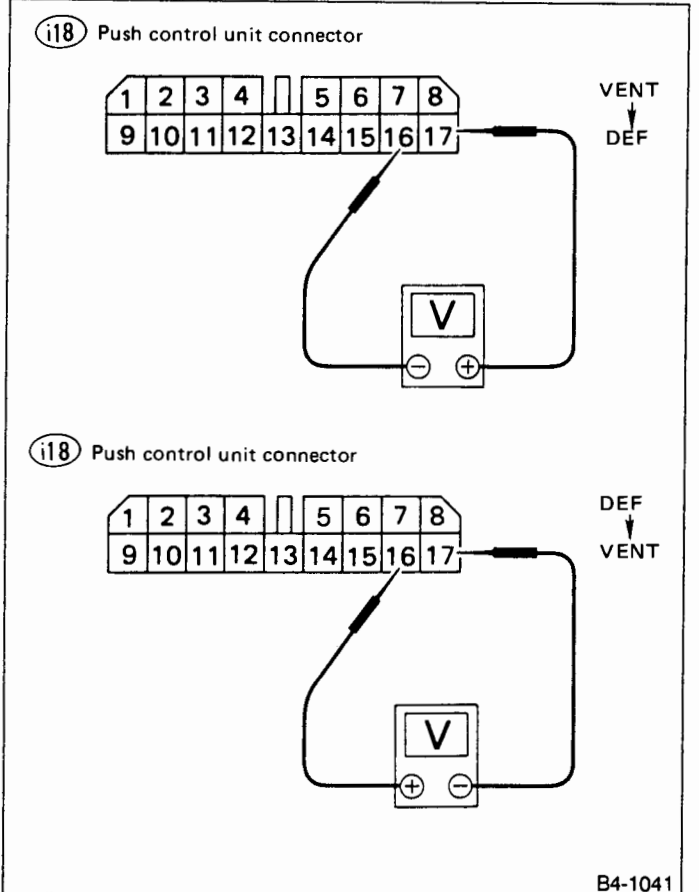 i18 Push control unit connector
1 2 3 4 5 6 7 8
9 10 11 12 13 14 15 16 17
VENT
DEF
V
− +
i18 Push control unit connector
1 2 3 4 5 6 7 8
9 10 11 12 13 14 15 16 17
DEF
VENT
V
+ −
B4-1041